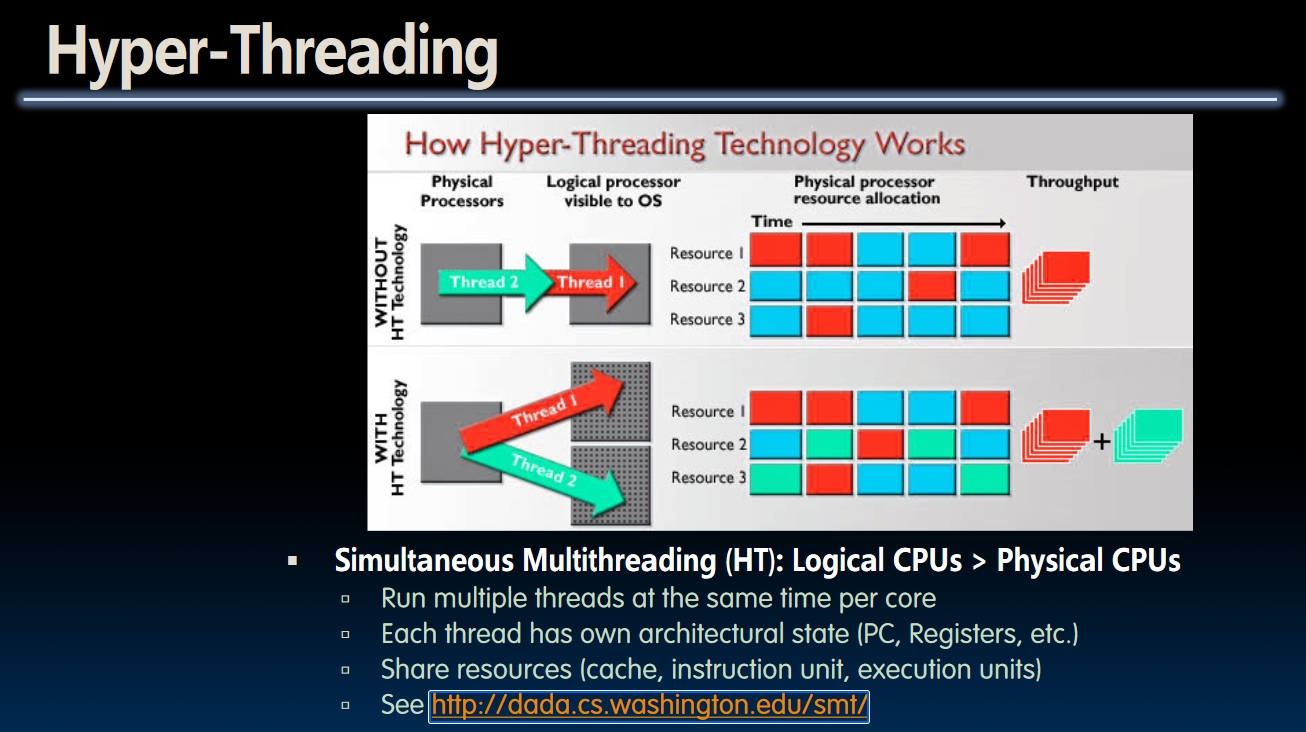 Hyper-Threading
How Hyper-Threading Technology Works
Physical
Processors
Logical processor
visible to OS
Physical processor
resource allocation
Throughput
Time
WITHOUT
HT Technology
Thread 2
Thread 1
Resource 1
Resource 2
Resource 3
WITH
HT Technology
Thread 1
Thread 2
Resource 1
Resource 2
Resource 3
+
▪ Simultaneous Multithreading (HT): Logical CPUs > Physical CPUs
▫ Run multiple threads at the same time per core
▫ Each thread has own architectural state (PC, Registers, etc.)
▫ Share resources (cache, instruction unit, execution units)
▫ See http://dada.cs.washington.edu/smt/